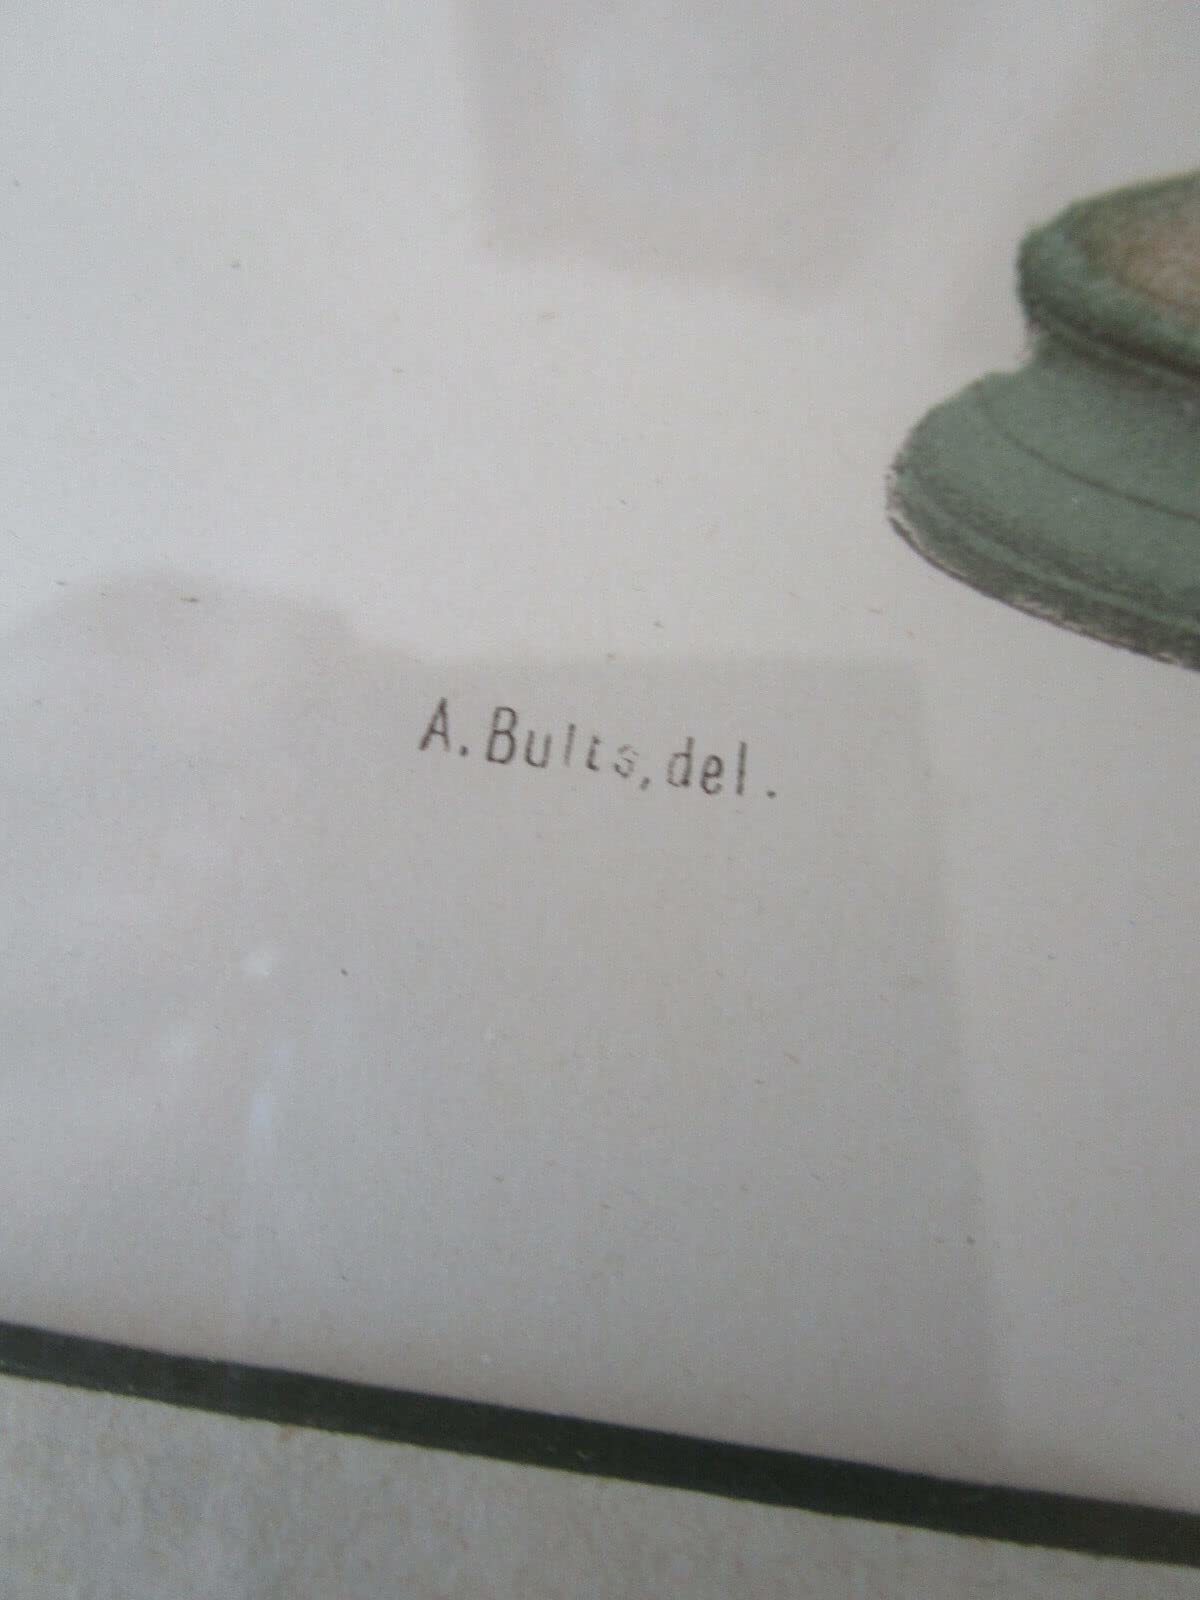 A. Bults, del.